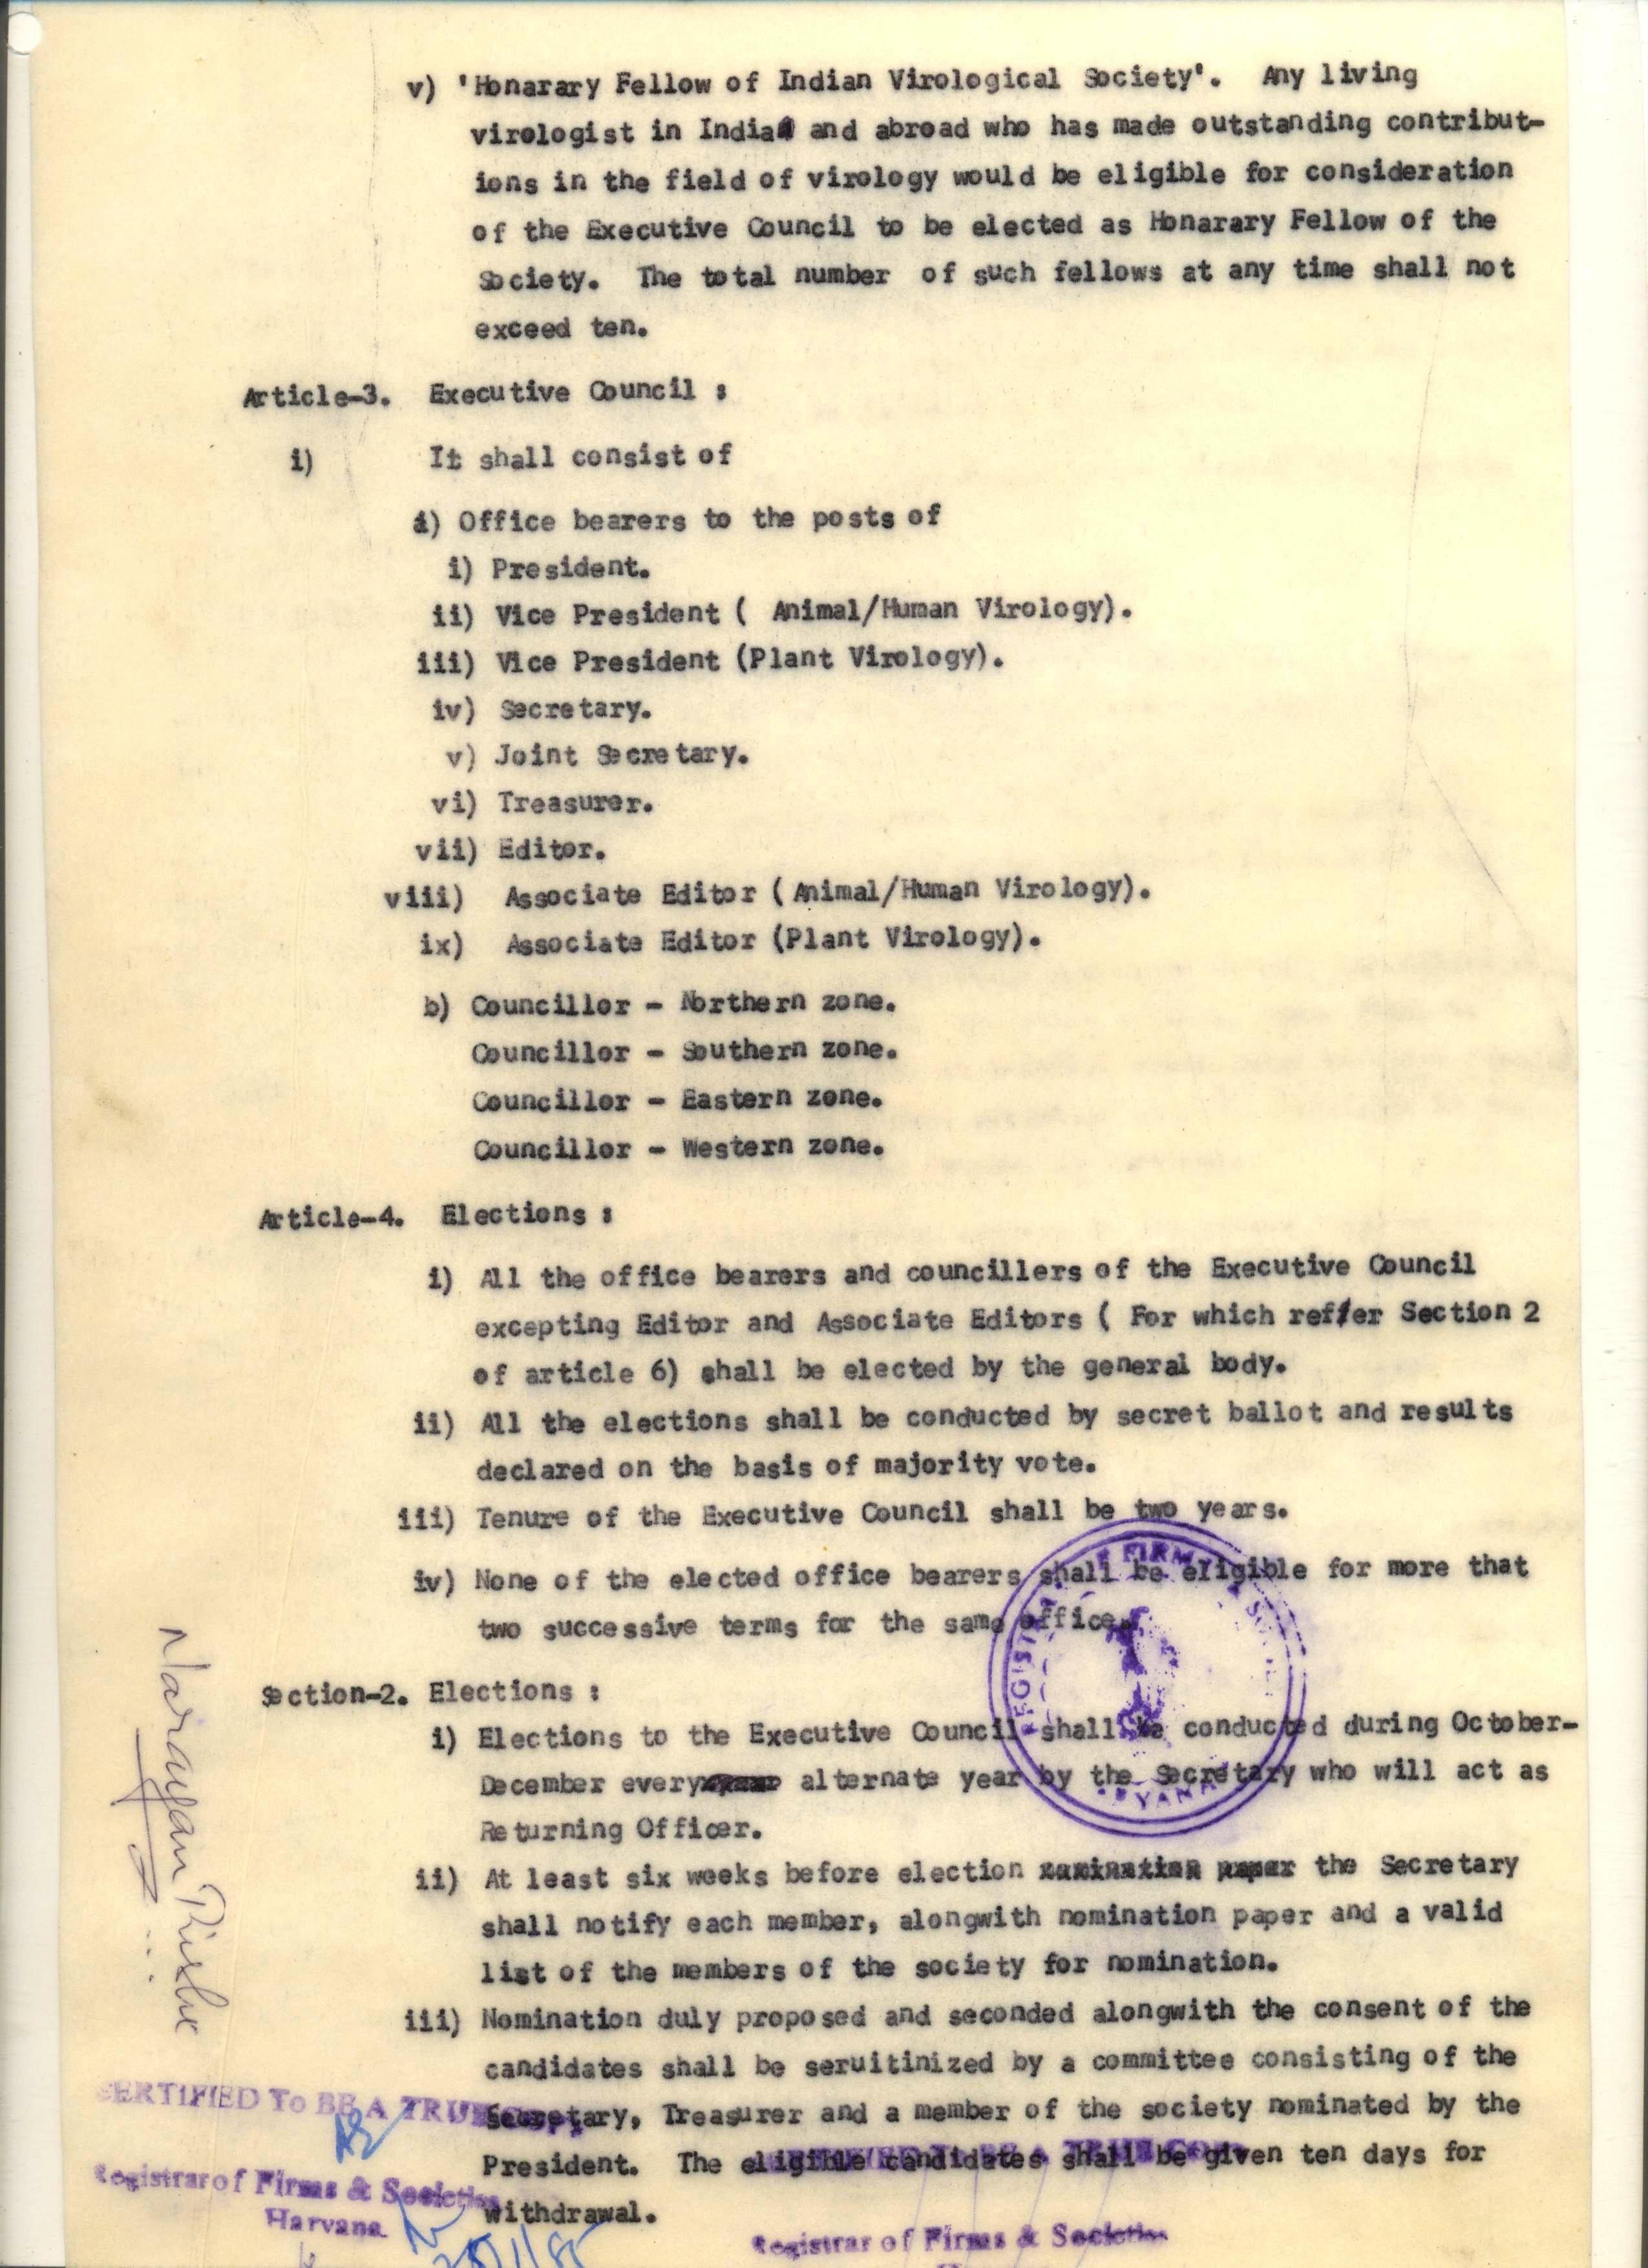 v) 'Honarary Fellow of Indian Virological Society'. Any living
virologist in India and abroad who has made outstanding contribut-
ions in the field of virology would be eligible for consideration
of the Executive Council to be elected as Honarary Fellow of the
Society. The total number of such fellows at any time shall not
exceed ten.
Article-3. Executive Council :
i) It shall consist of
a) Office bearers to the posts of
i) President.
ii) Vice President ( Animal/Human Virology).
iii) Vice President (Plant Virology).
iv) Secretary.
v) Joint Secretary.
vi) Treasurer.
vii) Editor.
viii) Associate Editor ( Animal/Human Virology).
ix) Associate Editor (Plant Virology).
b) Councillor - Northern zone.
Councillor - Southern zone.
Councillor - Eastern zone.
Councillor - Western zone.
Article-4. Elections :
i) All the office bearers and councillers of the Executive Council
excepting Editor and Associate Editors ( For which reffer Section 2
of article 6) shall be elected by the general body.
ii) All the elections shall be conducted by secret ballot and results
declared on the basis of majority vote.
iii) Tenure of the Executive Council shall be two years.
iv) None of the elected office bearers shall be eligible for more that
two successive terms for the same office.
Section-2. Elections :
i) Elections to the Executive Council shall be conducted during October-
December every alternate year by the Secretary who will act as
Returning Officer.
ii) At least six weeks before election the Secretary
shall notify each member, alongwith nomination paper and a valid
list of the members of the society for nomination.
iii) Nomination duly proposed and seconded alongwith the consent of the
candidates shall be seruitinized by a committee consisting of the
Secretary, Treasurer and a member of the society nominated by the
President. The eligible candidates shall be given ten days for
withdrawal.
Narayan Rishi
CERTIFIED To BE A TRUE Copy
Registrar of Firms & Societies
Haryana
Registrar of Firms & Societies